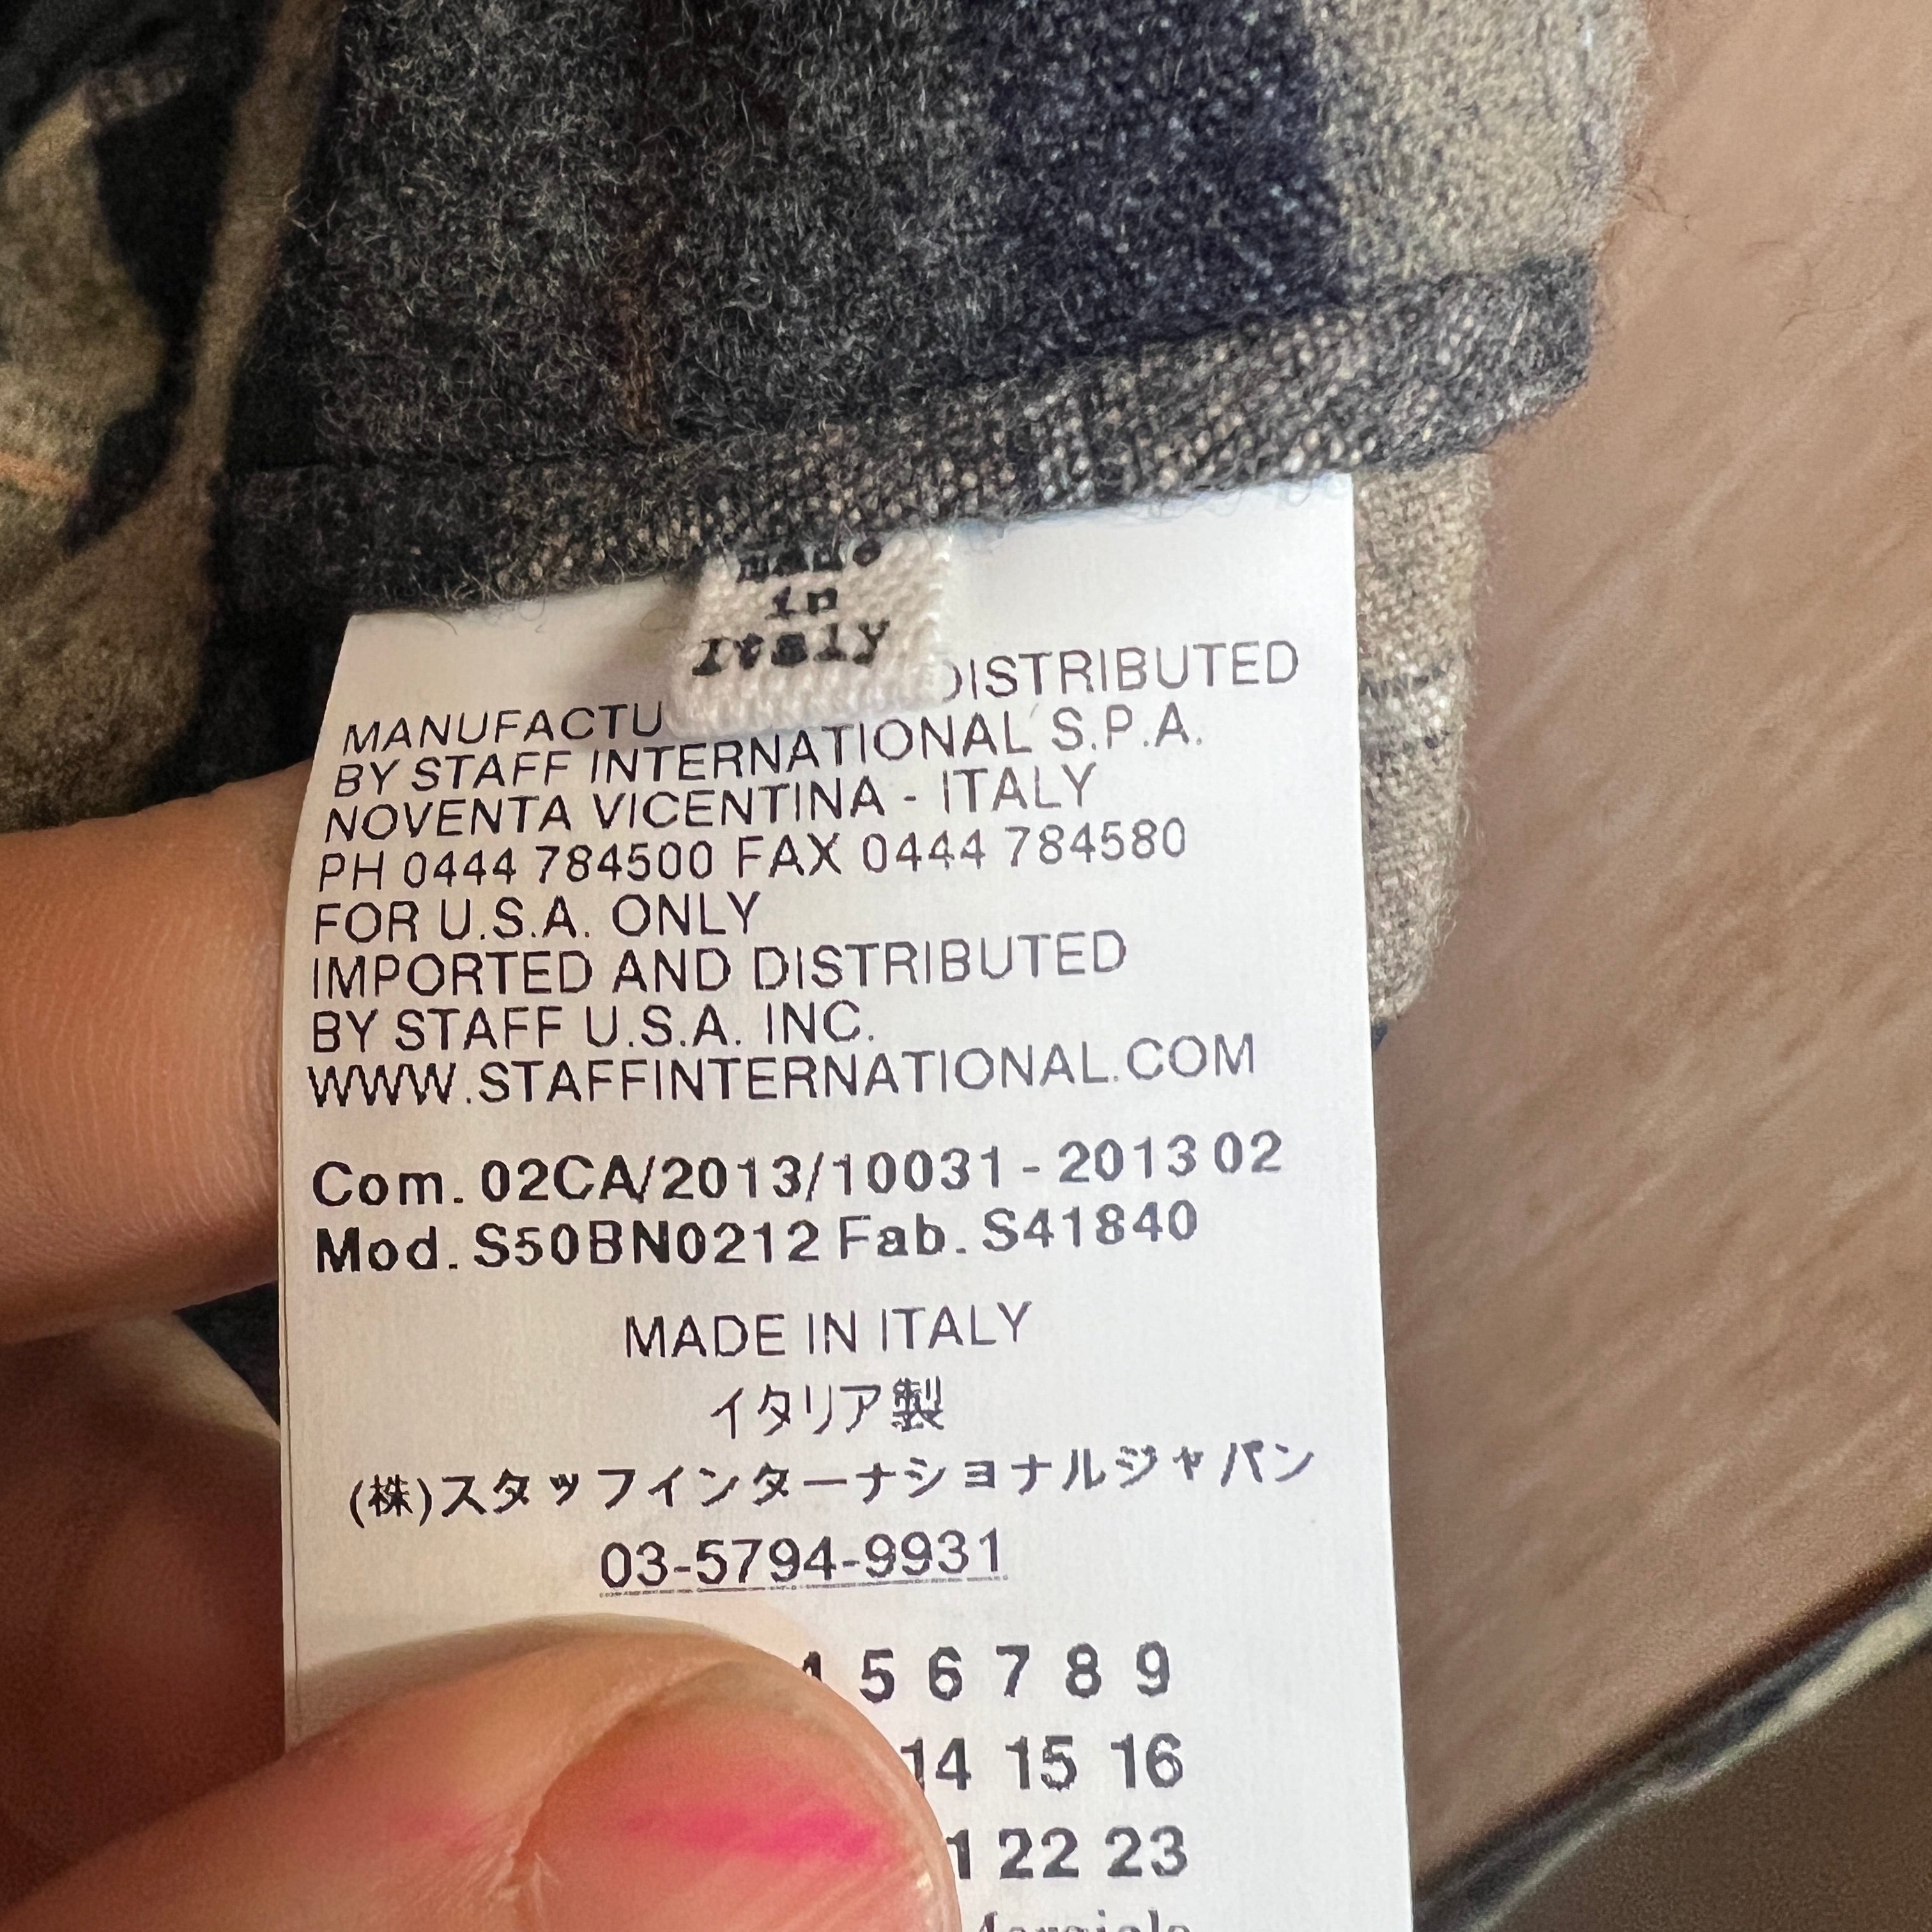 made
in
Italy
MANUFACTU DISTRIBUTED
BY STAFF INTERNATIONAL S.P.A.
NOVENTA VICENTINA - ITALY
PH 0444 784500 FAX 0444 784580
FOR U.S.A. ONLY
IMPORTED AND DISTRIBUTED
BY STAFF U.S.A. INC.
WWW.STAFFINTERNATIONAL.COM
Com. 02CA/2013/10031 - 2013 02
Mod. S50BN0212 Fab. S41840
MADE IN ITALY
イタリア製
(株)スタッフインターナショナルジャパン
03-5794-9931
5 6 7 8 9
14 15 16
22 23